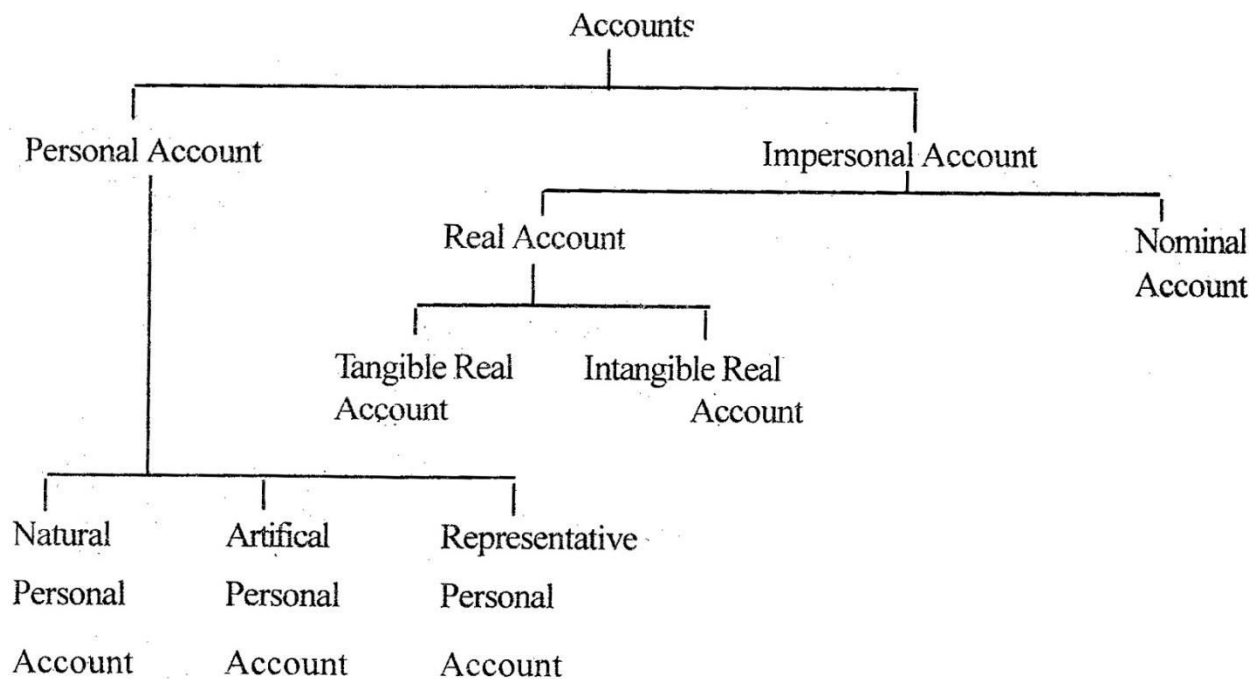 Accounts
Personal Account
Impersonal Account
Real Account
Nominal
Account
Tangible Real
Account
Intangible Real
Account
Natural
Personal
Account
Artifical
Personal
Account
Representative
Personal
Account